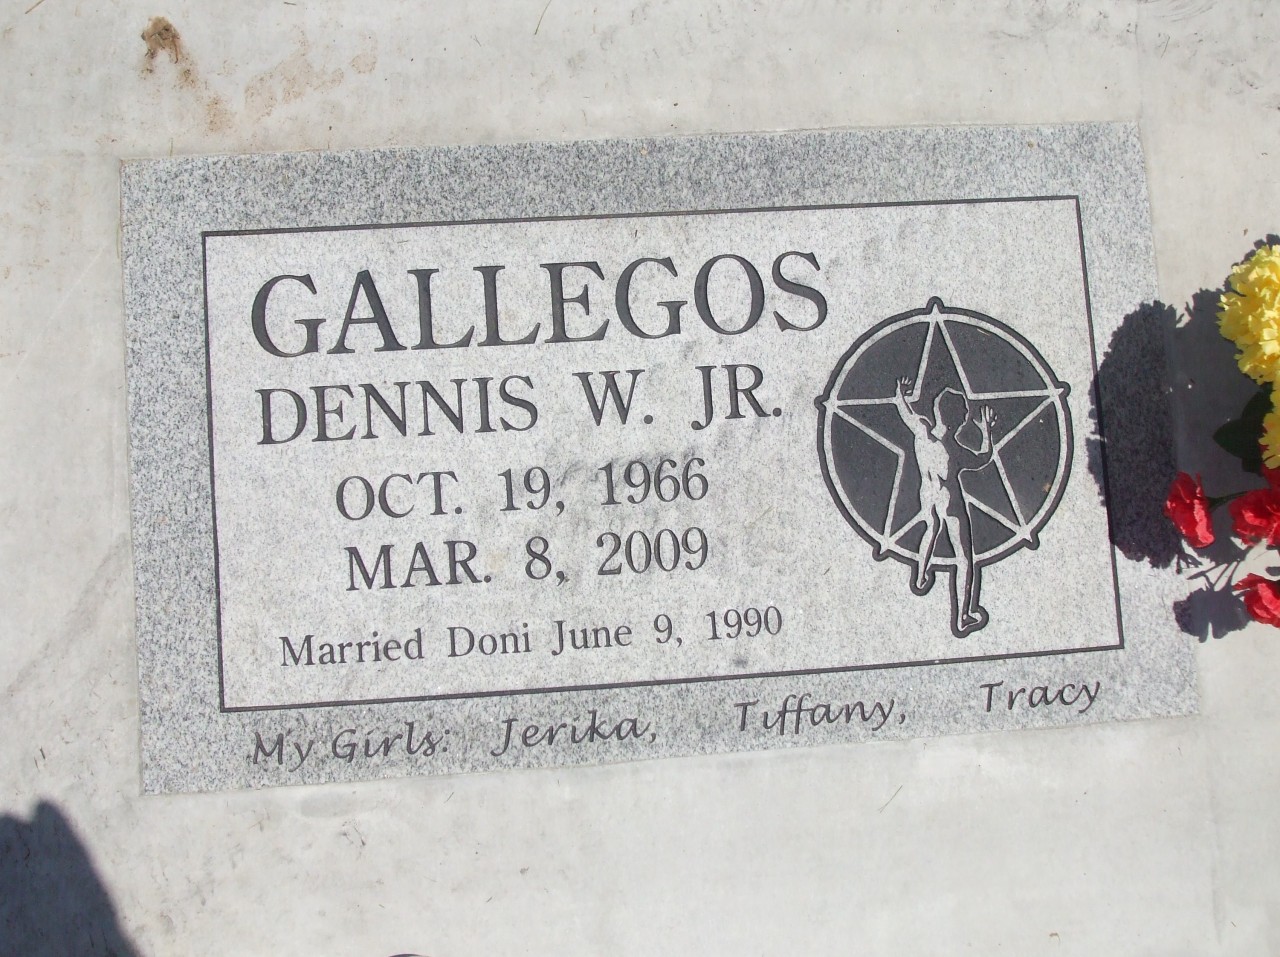 GALLEGOS
DENNIS W. JR.
OCT. 19, 1966
MAR. 8, 2009
Married Doni June 9, 1990
My Girls: Jerika, Tiffany, Tracy